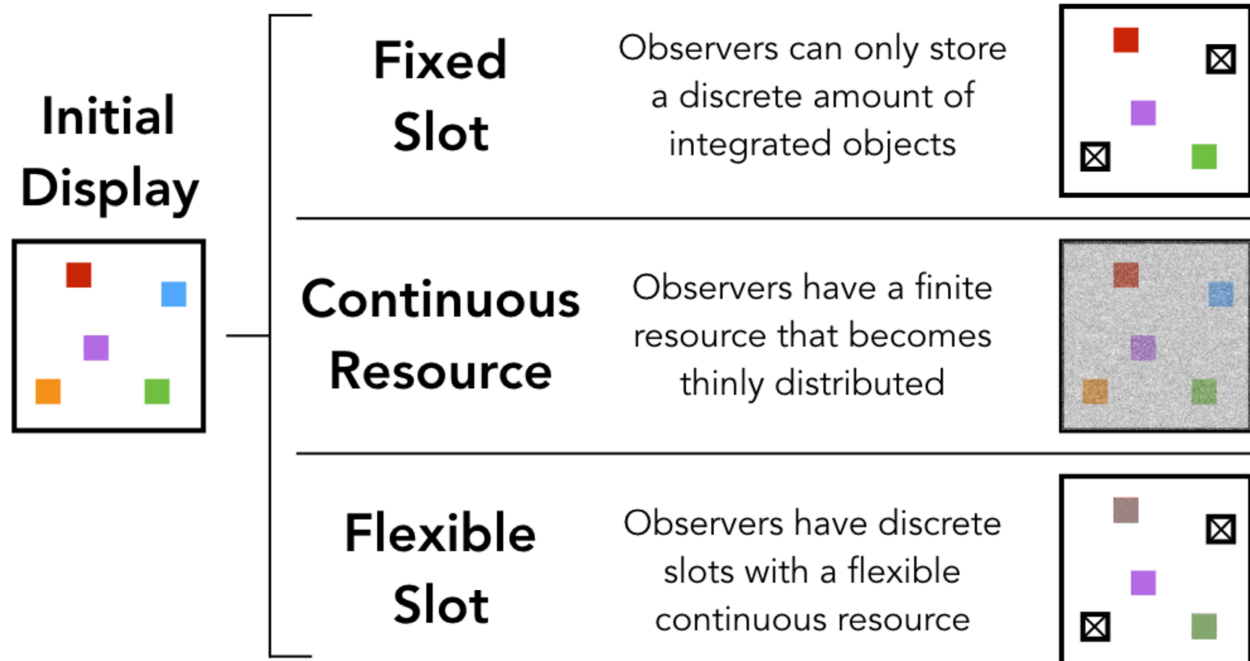 Initial
Display
Fixed
Slot
Observers can only store
a discrete amount of
integrated objects
Continuous
Resource
Observers have a finite
resource that becomes
thinly distributed
Flexible
Slot
Observers have discrete
slots with a flexible
continuous resource